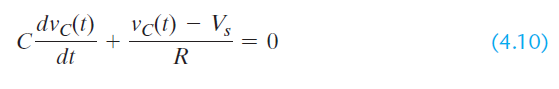 C dv_C(t)/dt + (v_C(t) − V_s)/R = 0 (4.10)